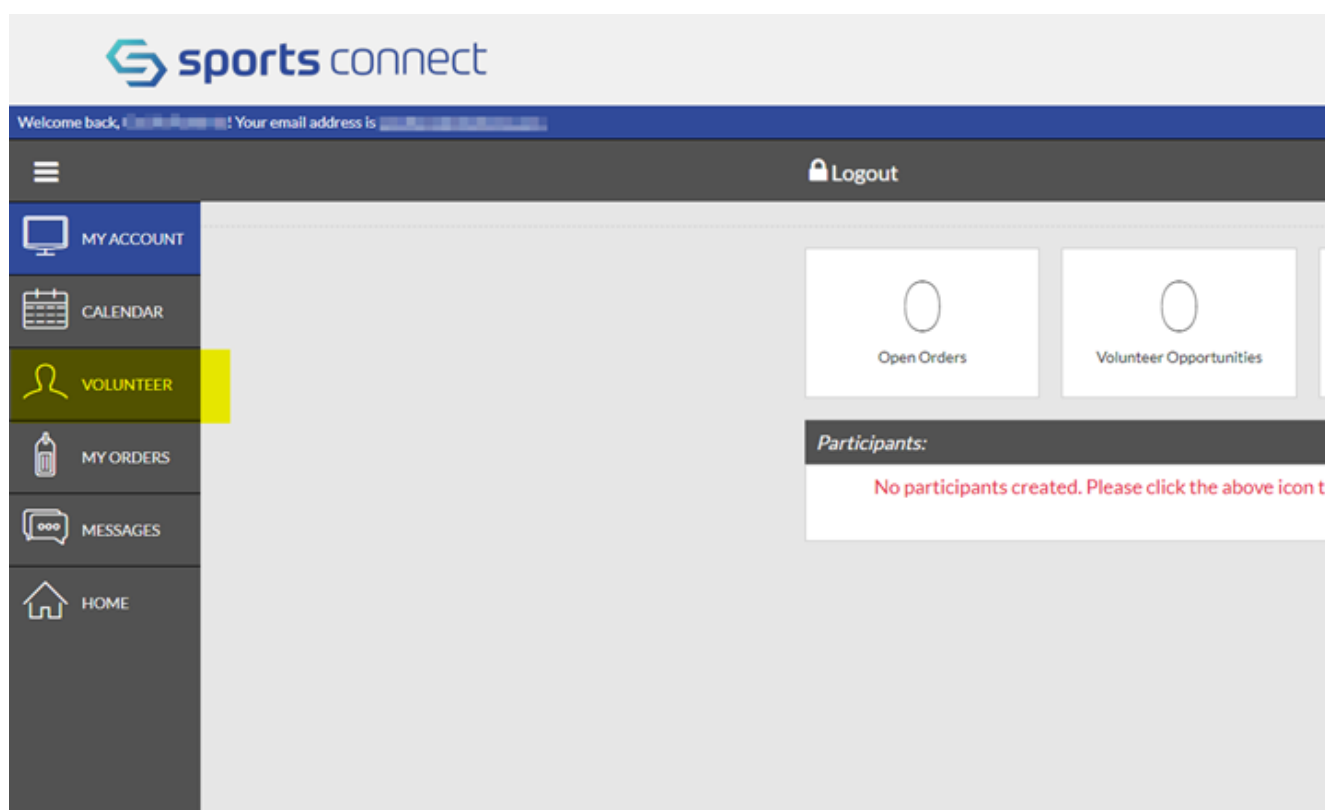 sports connect
Welcome back, ! Your email address is
Logout
MY ACCOUNT
CALENDAR
VOLUNTEER
MY ORDERS
MESSAGES
HOME
0
Open Orders
0
Volunteer Opportunities
Participants:
No participants created. Please click the above icon t